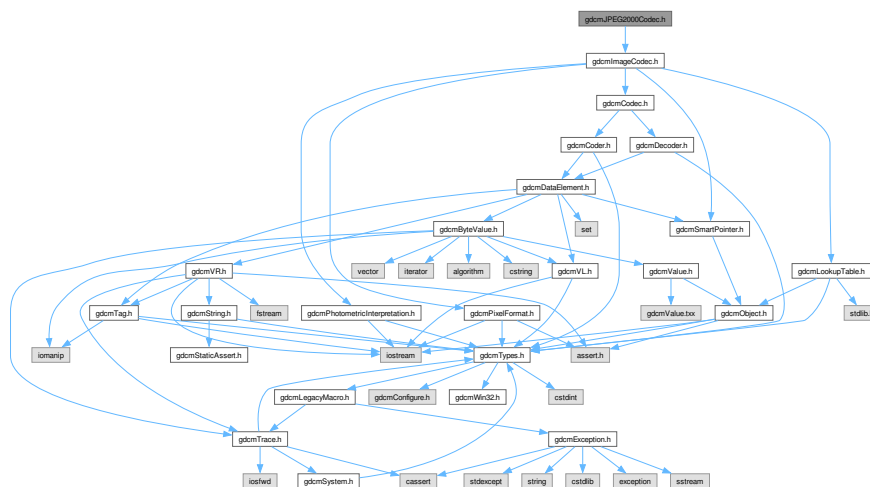 gdcmJPEG2000Codec.h
gdcmImageCodec.h
gdcmCodec.h
gdcmCoder.h
gdcmDecoder.h
gdcmDataElement.h
gdcmByteValue.h
set
gdcmSmartPointer.h
gdcmVR.h
vector
iterator
algorithm
cstring
gdcmVL.h
gdcmValue.h
gdcmLookupTable.h
gdcmTag.h
gdcmString.h
fstream
gdcmPhotometricInterpretation.h
gdcmPixelFormat.h
gdcmValue.txx
gdcmObject.h
stdlib.
iomanip
gdcmStaticAssert.h
iostream
gdcmTypes.h
assert.h
gdcmLegacyMacro.h
gdcmConfigure.h
gdcmWin32.h
cstdint
gdcmTrace.h
gdcmException.h
iosfwd
gdcmSystem.h
cassert
stdexcept
string
cstdlib
exception
sstream